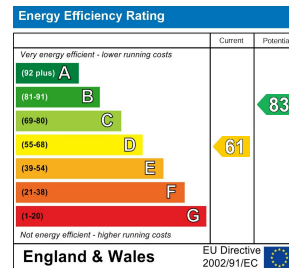 Energy Efficiency Rating
Current Potentia
Very energy efficient - lower running costs
(92 plus) A
(81-91) B
83
(69-80) C
(55-68) D
61
(39-54) E
(21-38) F
(1-20) G
Not energy efficient - higher running costs
England & Wales
EU Directive
2002/91/EC